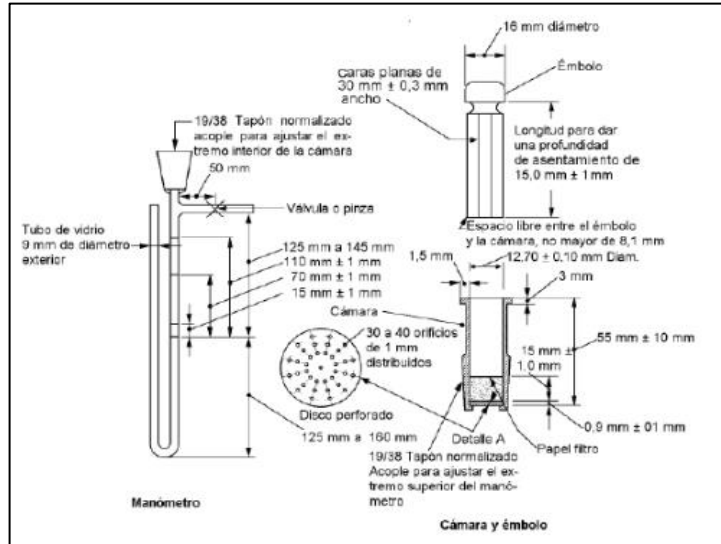 16 mm diámetro
Émbolo
caras planas de
30 mm ± 0,3 mm
ancho
19/38 Tapón normalizado
acople para ajustar el ex-
tremo interior de la cámara
50 mm
Longitud para dar
una profundidad
de asentamiento de
15,0 mm ± 1 mm
Válvula o pinza
Tubo de vidrio
9 mm de diámetro
exterior
Espacio libre entre el émbolo
y la cámara, no mayor de 8,1 mm
125 mm a 145 mm
110 mm ± 1 mm
70 mm ± 1 mm
15 mm ± 1 mm
1,5 mm
12,70 ± 0,10 mm Diam.
3 mm
Cámara
30 a 40 orificios
de 1 mm
distribuidos
55 mm ± 10 mm
15 mm ±
1.0 mm
Disco perforado
125 mm a 160 mm
Detalle A
0,9 mm ± 01 mm
Papel filtro
19/38 Tapón normalizado
Acople para ajustar el ex-
tremo superior del manó-
metro
Manómetro
Cámara y émbolo